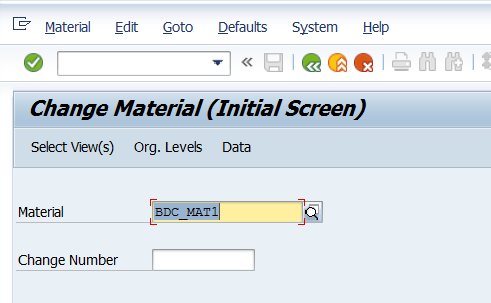 Material Edit Goto Defaults System Help
Change Material (Initial Screen)
Select View(s) Org. Levels Data
Material BDC_MAT1
Change Number